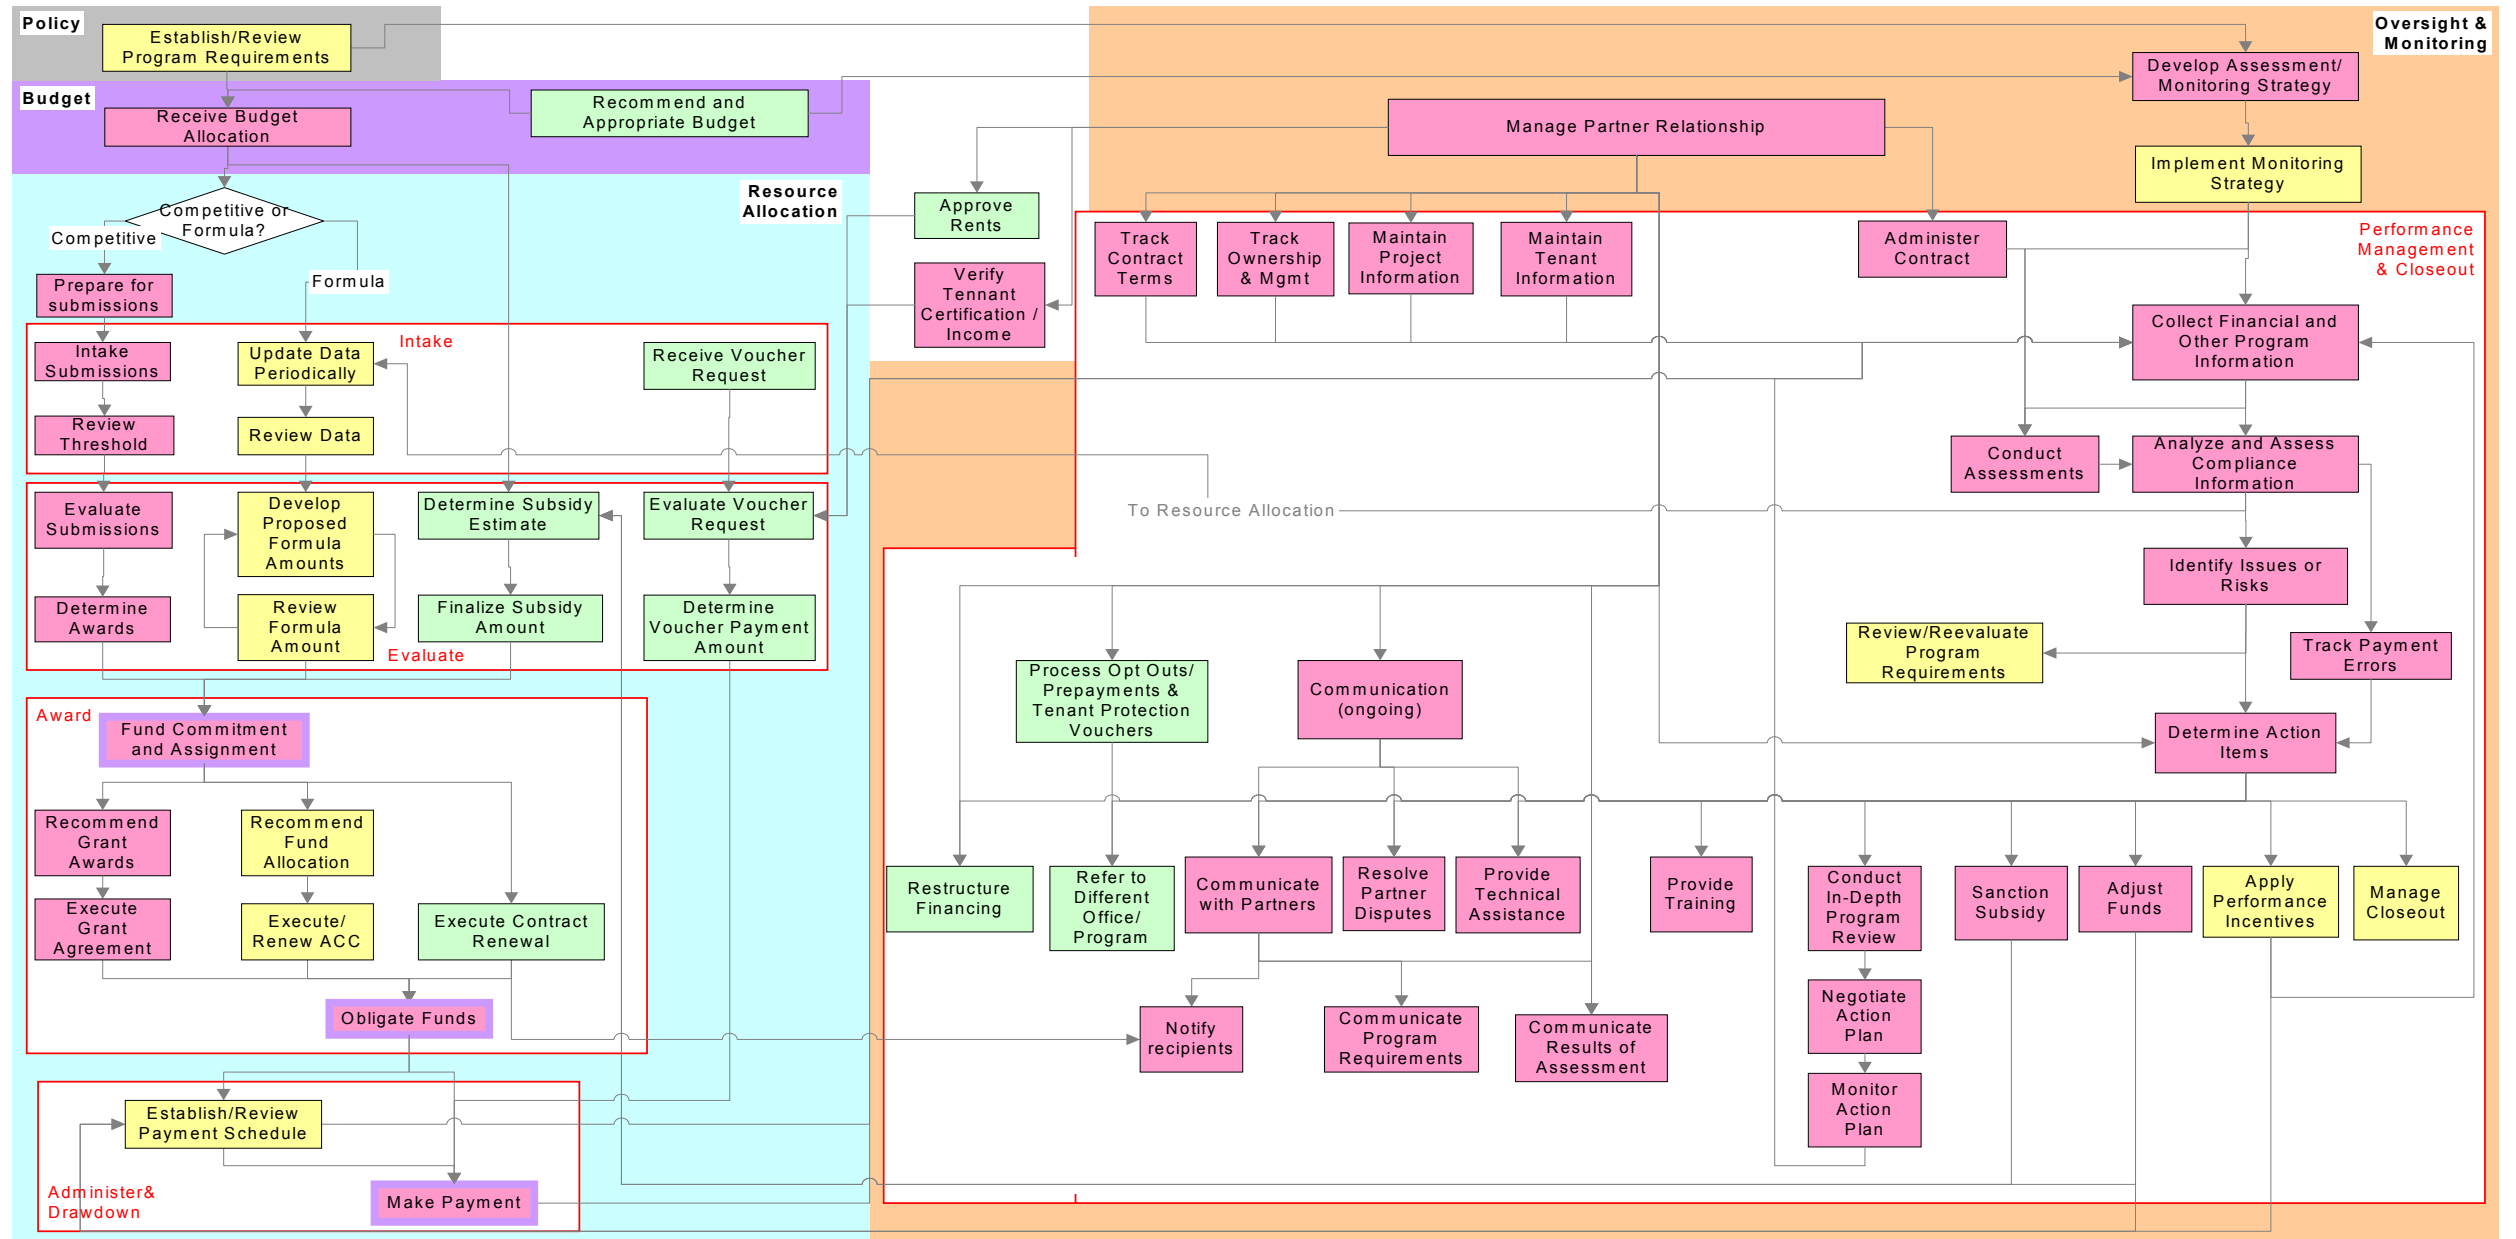 Policy
Establish/Review
Program Requirements
Oversight &
Monitoring
Develop Assessment/
Monitoring Strategy
Budget
Recommend and
Appropriate Budget
Receive Budget
Allocation
Manage Partner Relationship
Implement Monitoring
Strategy
Resource
Allocation
Competitive or
Formula?
Competitive
Formula
Approve
Rents
Track
Contract
Terms
Track
Ownership
& Mgmt
Maintain
Project
Information
Maintain
Tenant
Information
Administer
Contract
Performance
Management
& Closeout
Prepare for
submissions
Verify
Tennant
Certification /
Income
Collect Financial and
Other Program
Information
Intake
Intake
Submissions
Update Data
Periodically
Receive Voucher
Request
Review
Threshold
Review Data
Conduct
Assessments
Analyze and Assess
Compliance
Information
Evaluate
Submissions
Develop
Proposed
Formula
Amounts
Determine Subsidy
Estimate
Evaluate Voucher
Request
To Resource Allocation
Identify Issues or
Risks
Determine
Awards
Review
Formula
Amount
Finalize Subsidy
Amount
Determine
Voucher Payment
Amount
Evaluate
Review/Reevaluate
Program
Requirements
Track Payment
Errors
Process Opt Outs/
Prepayments &
Tenant Protection
Vouchers
Communication
(ongoing)
Award
Fund Commitment
and Assignment
Determine Action
Items
Recommend
Grant
Awards
Recommend
Fund
Allocation
Restructure
Financing
Refer to
Different
Office/
Program
Communicate
with Partners
Resolve
Partner
Disputes
Provide
Technical
Assistance
Provide
Training
Conduct
In-Depth
Program
Review
Sanction
Subsidy
Adjust
Funds
Apply
Performance
Incentives
Manage
Closeout
Execute
Grant
Agreement
Execute/
Renew ACC
Execute Contract
Renewal
Obligate Funds
Notify
recipients
Communicate
Program
Requirements
Communicate
Results of
Assessment
Negotiate
Action
Plan
Establish/Review
Payment Schedule
Monitor
Action
Plan
Administer&
Drawdown
Make Payment